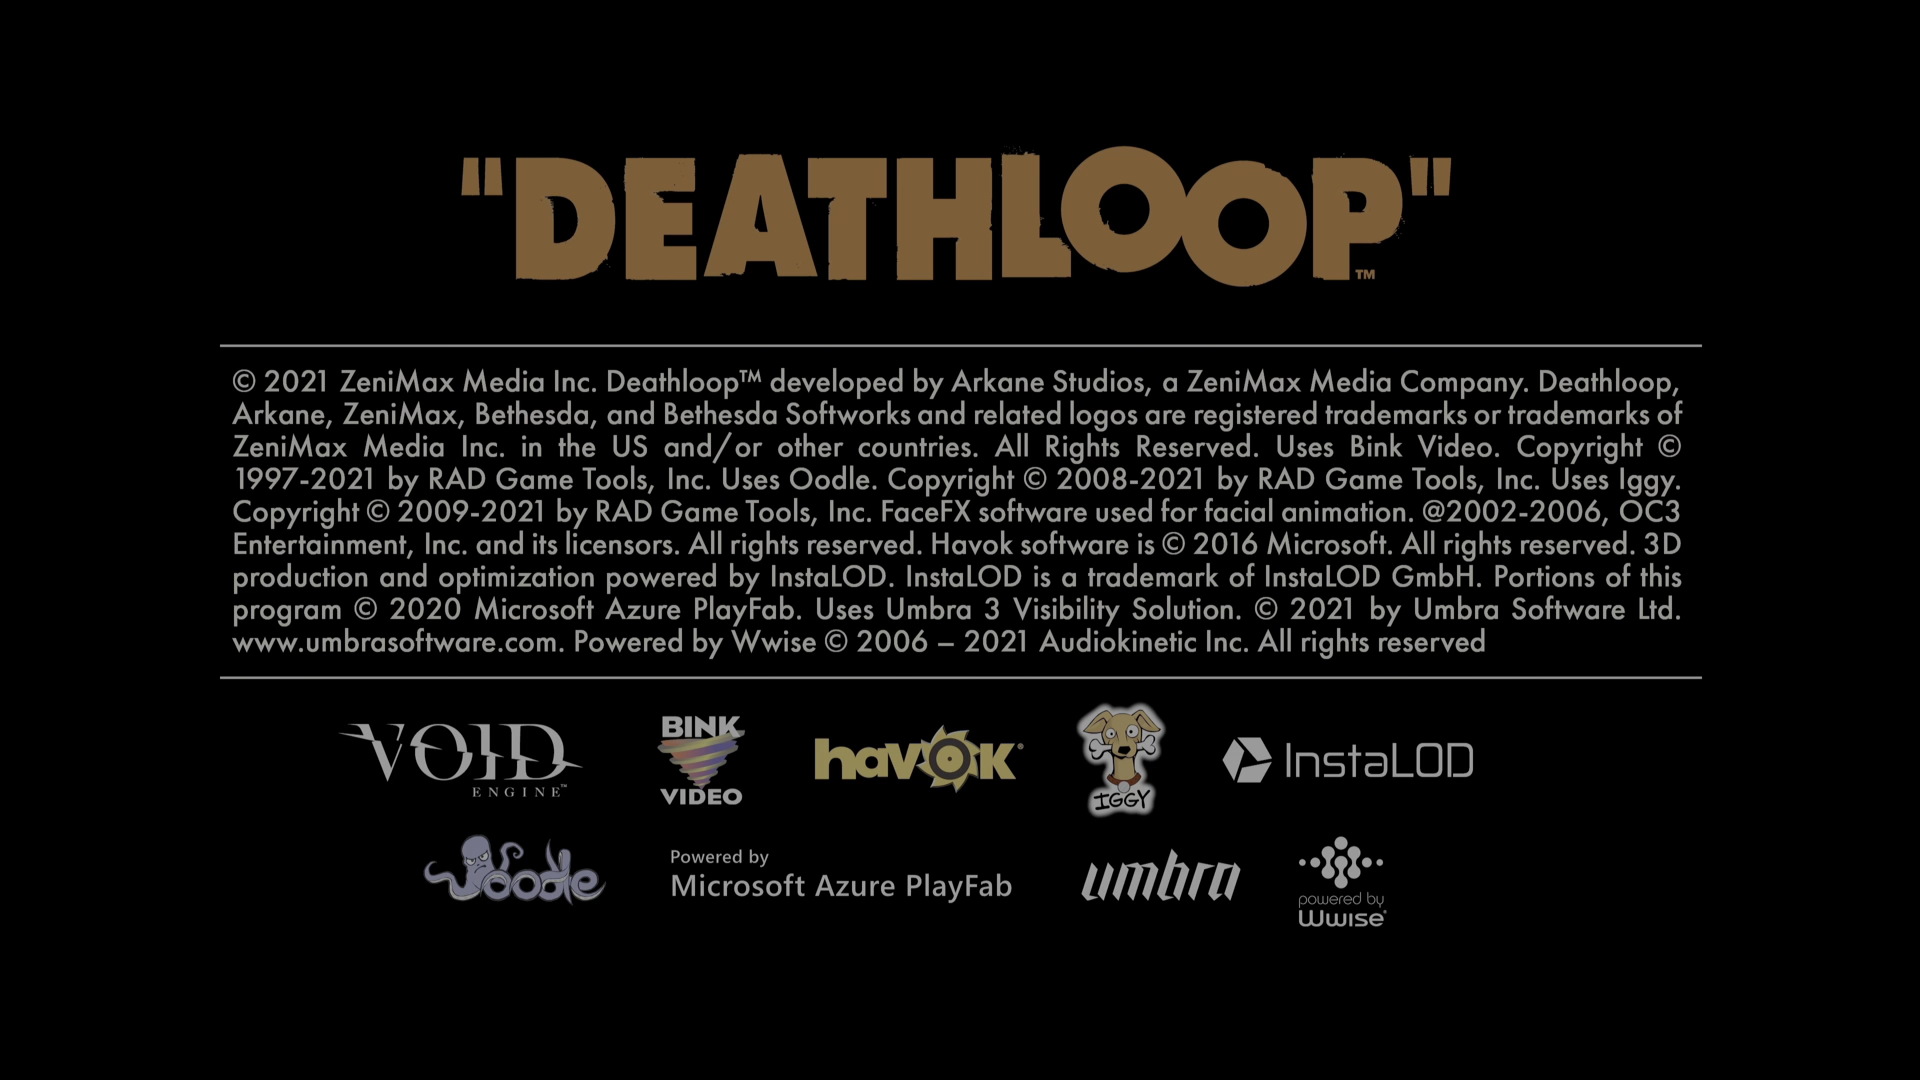 "DEATHLOOP"™
© 2021 ZeniMax Media Inc. Deathloop™ developed by Arkane Studios, a ZeniMax Media Company. Deathloop,
Arkane, ZeniMax, Bethesda, and Bethesda Softworks and related logos are registered trademarks or trademarks of
ZeniMax Media Inc. in the US and/or other countries. All Rights Reserved. Uses Bink Video. Copyright ©
1997-2021 by RAD Game Tools, Inc. Uses Oodle. Copyright © 2008-2021 by RAD Game Tools, Inc. Uses Iggy.
Copyright © 2009-2021 by RAD Game Tools, Inc. FaceFX software used for facial animation. @2002-2006, OC3
Entertainment, Inc. and its licensors. All rights reserved. Havok software is © 2016 Microsoft. All rights reserved. 3D
production and optimization powered by InstaLOD. InstaLOD is a trademark of InstaLOD GmbH. Portions of this
program © 2020 Microsoft Azure PlayFab. Uses Umbra 3 Visibility Solution. © 2021 by Umbra Software Ltd.
www.umbrasoftware.com. Powered by Wwise © 2006 – 2021 Audiokinetic Inc. All rights reserved
VOID
ENGINE™
BINK
VIDEO
havok®
IGGY
InstaLOD
oodle
Powered by
Microsoft Azure PlayFab
umbra
powered by
Wwise®